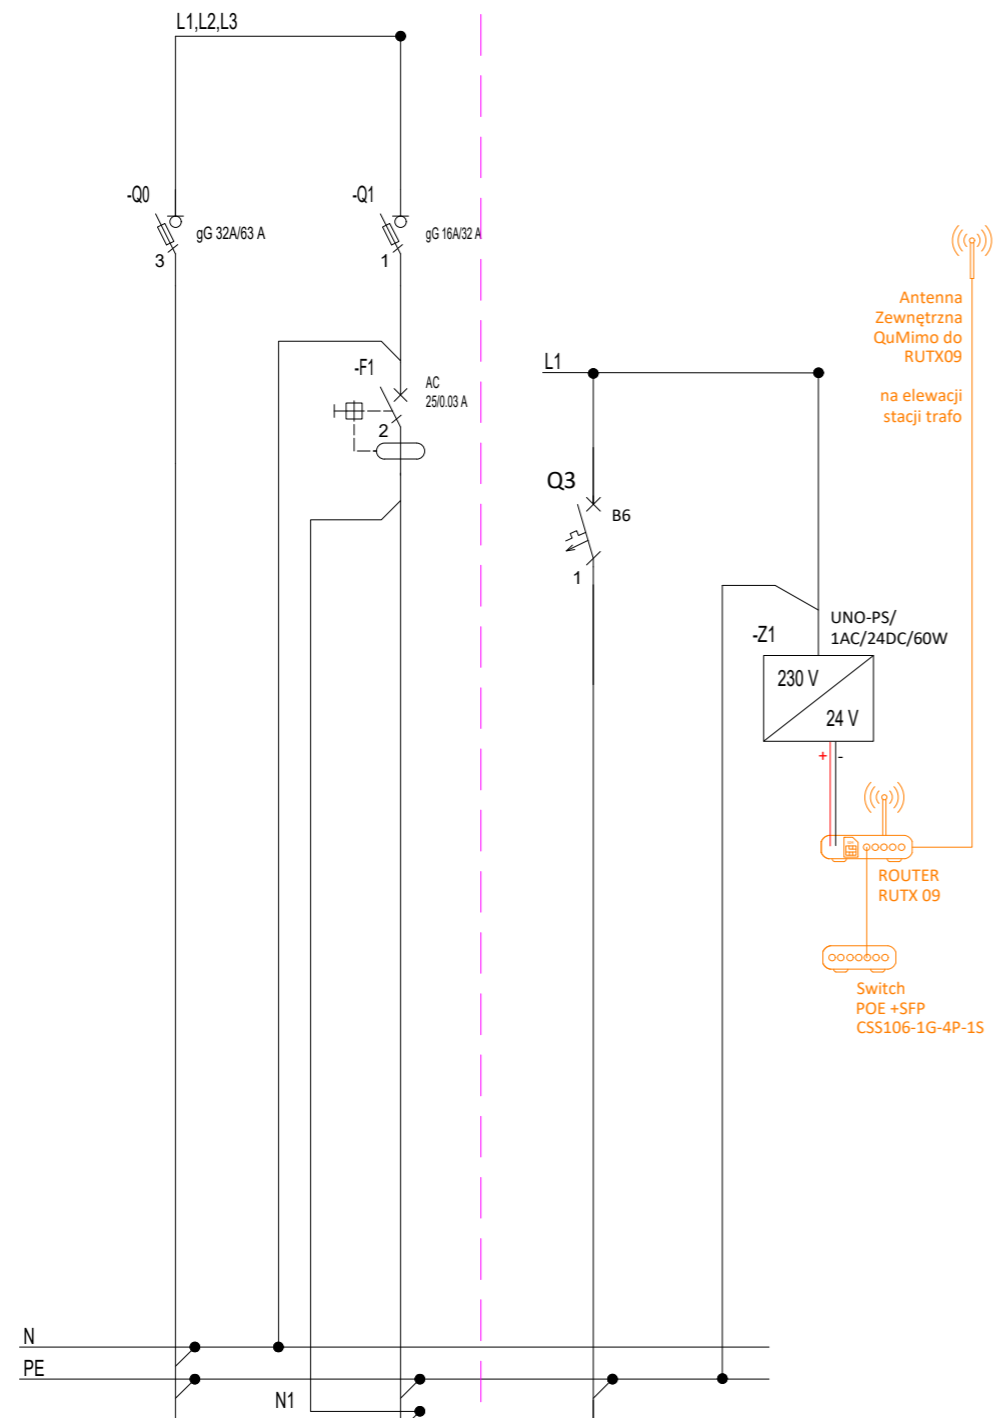 L1,L2,L3
-Q0
gG 32A/63 A
3
-Q1
gG 16A/32 A
1
-F1
AC
25/0.03 A
2
L1
Q3
B6
1
Antenna
Zewnętrzna
QuMimo do
RUTX09
na elewacji
stacji trafo
UNO-PS/
1AC/24DC/60W
-Z1
230 V
24 V
+ -
ROUTER
RUTX 09
Switch
POE +SFP
CSS106-1G-4P-1S
N
PE
N1